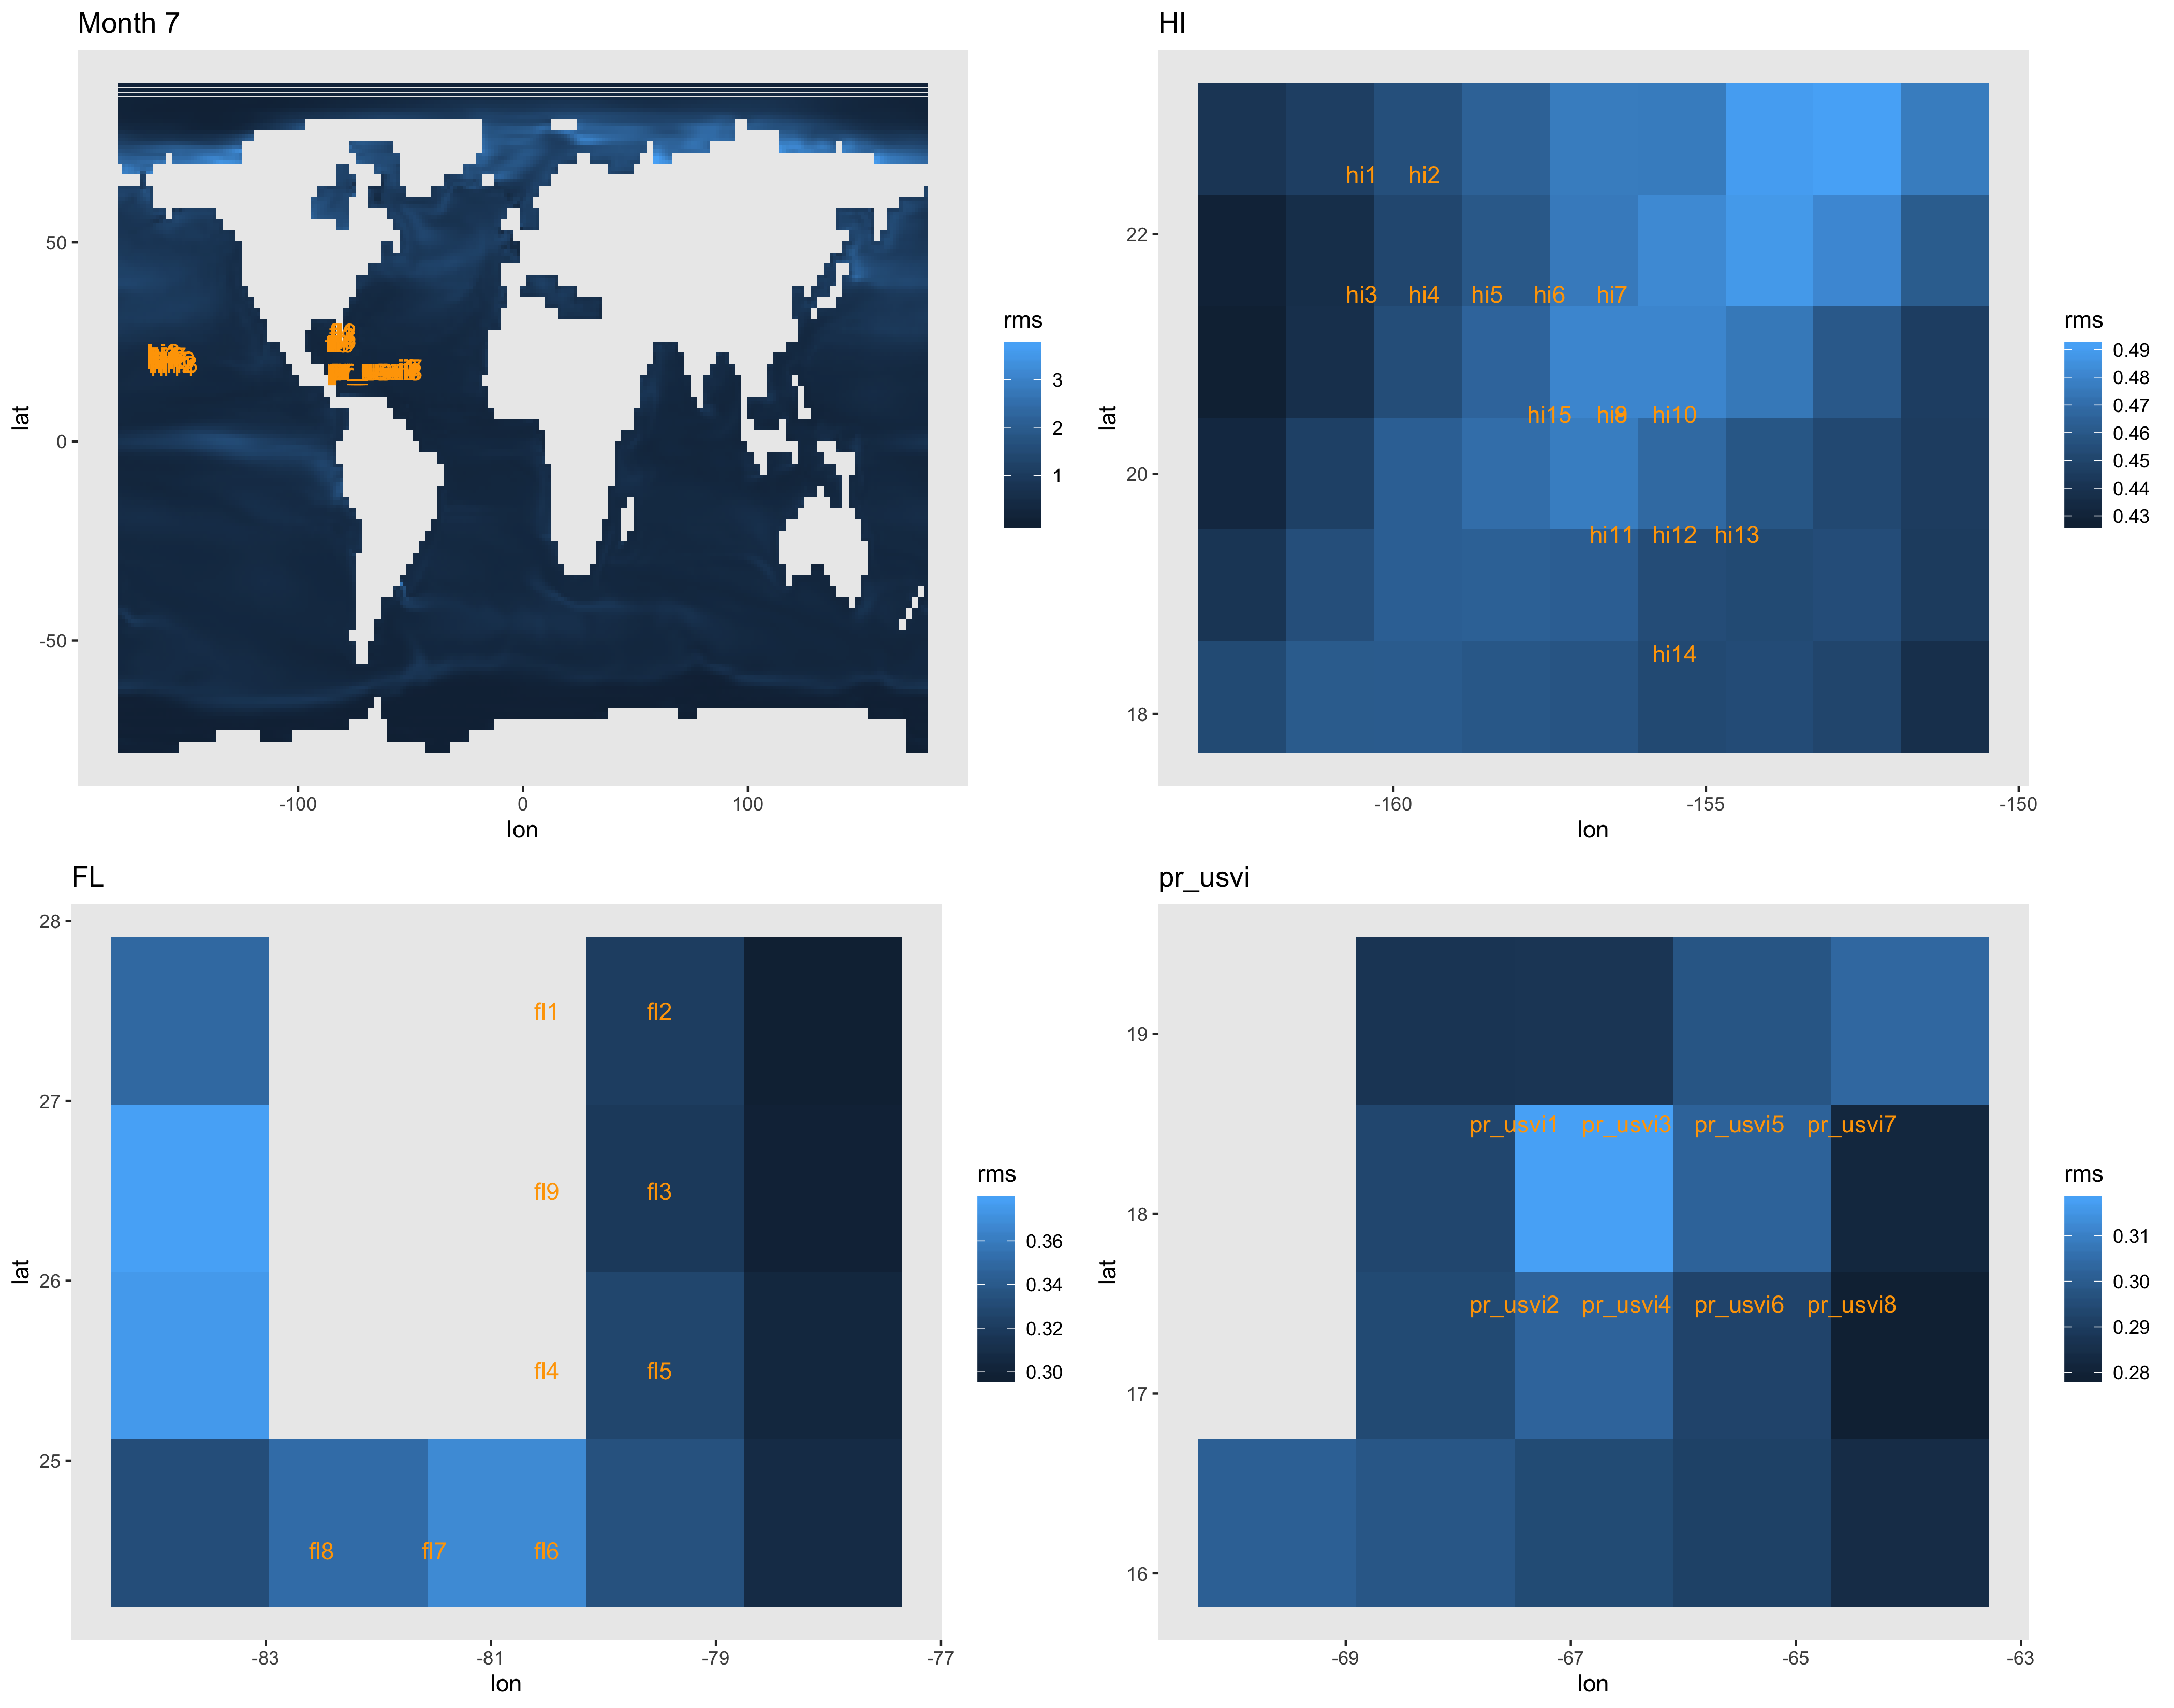 Month 7
lat
50
0
-50
-100
0
100
lon
rms
3
2
1
HI
lat
22
20
18
hi1 hi2
hi3 hi4 hi5 hi6 hi7
hi15 hi9 hi10
hi11 hi12 hi13
hi14
-160
-155
-150
lon
rms
0.49
0.48
0.47
0.46
0.45
0.44
0.43
FL
lat
28
27
26
25
fl1 fl2
fl9 fl3
fl4 fl5
fl8 fl7 fl6
-83
-81
-79
-77
lon
rms
0.36
0.34
0.32
0.30
pr_usvi
lat
19
18
17
16
pr_usvi1 pr_usvi3 pr_usvi5 pr_usvi7
pr_usvi2 pr_usvi4 pr_usvi6 pr_usvi8
-69
-67
-65
-63
lon
rms
0.31
0.30
0.29
0.28